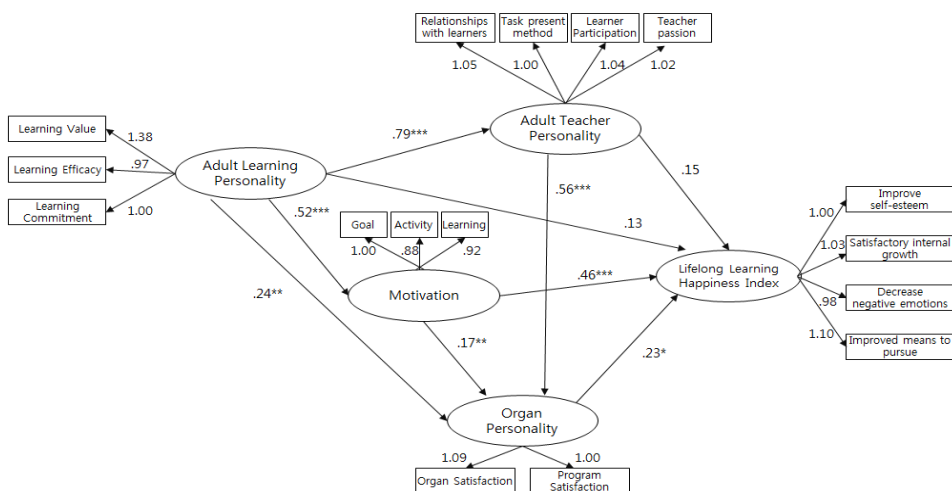 Relationships
with learners
Task present
method
Learner
Participation
Teacher
passion
1.05
1.00
1.04
1.02
Adult Teacher
Personality
Learning Value
Learning Efficacy
Learning
Commitment
1.38
.97
1.00
Adult Learning
Personality
.79***
.56***
.15
.52***
.13
.24**
Goal
Activity
Learning
1.00
.88
.92
Motivation
.46***
.17**
.23*
Lifelong Learning
Happiness Index
1.00
1.03
.98
1.10
Improve
self-esteem
Satisfactory internal
growth
Decrease
negative emotions
Improved means to
pursue
Organ
Personality
1.09
1.00
Organ Satisfaction
Program
Satisfaction